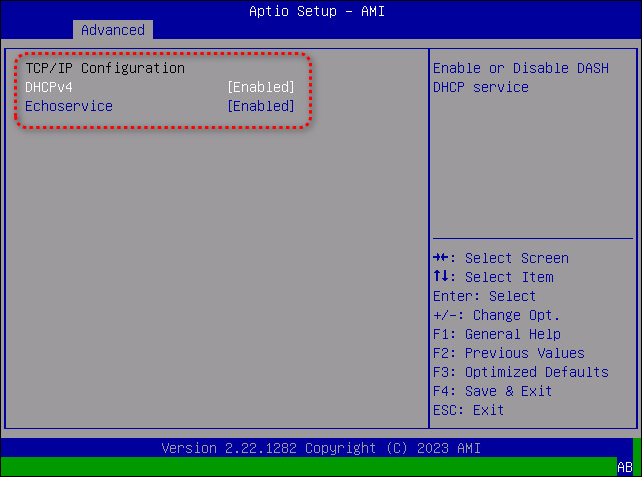 Aptio Setup - AMI
Advanced
TCP/IP Configuration
DHCPv4 [Enabled]
Echoservice [Enabled]
Enable or Disable DASH
DHCP service
→←: Select Screen
↑↓: Select Item
Enter: Select
+/-: Change Opt.
F1: General Help
F2: Previous Values
F3: Optimized Defaults
F4: Save & Exit
ESC: Exit
Version 2.22.1282 Copyright (C) 2023 AMI
AB